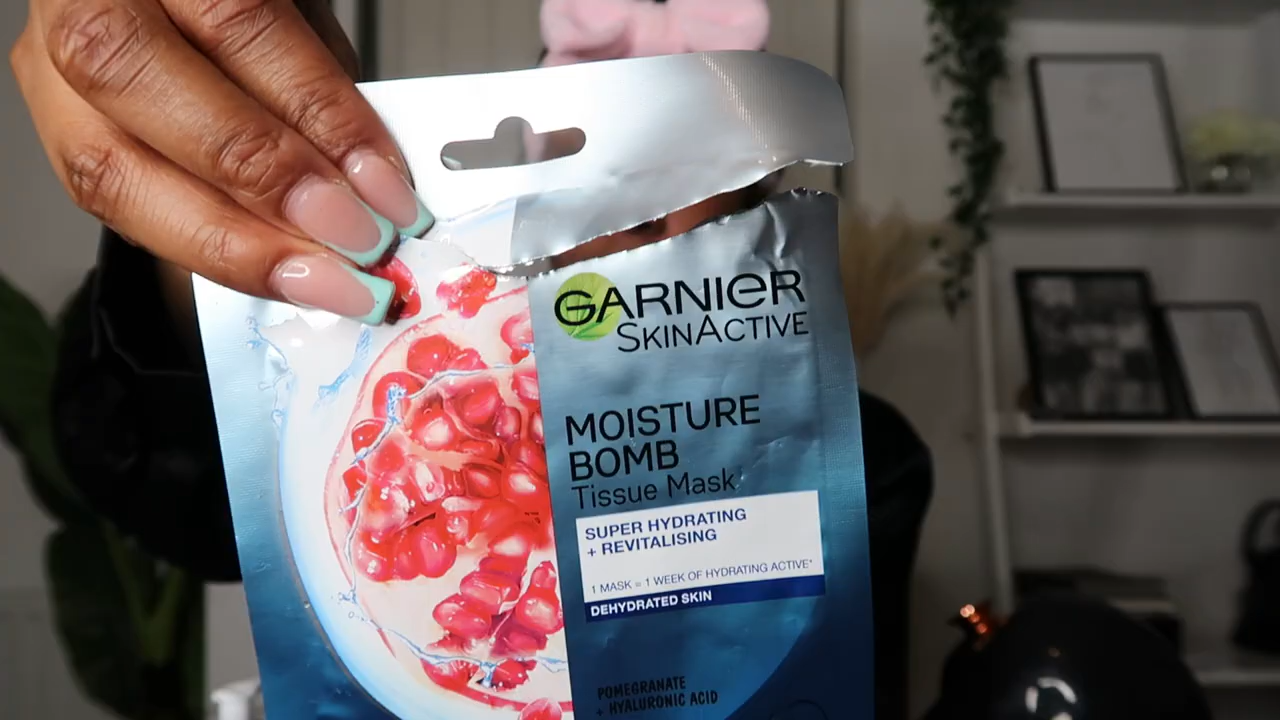 GARNIER
SKINACTIVE
MOISTURE
BOMB
Tissue Mask
SUPER HYDRATING
+ REVITALISING
1 MASK = 1 WEEK OF HYDRATING ACTIVE*
DEHYDRATED SKIN
POMEGRANATE
+ HYALURONIC ACID